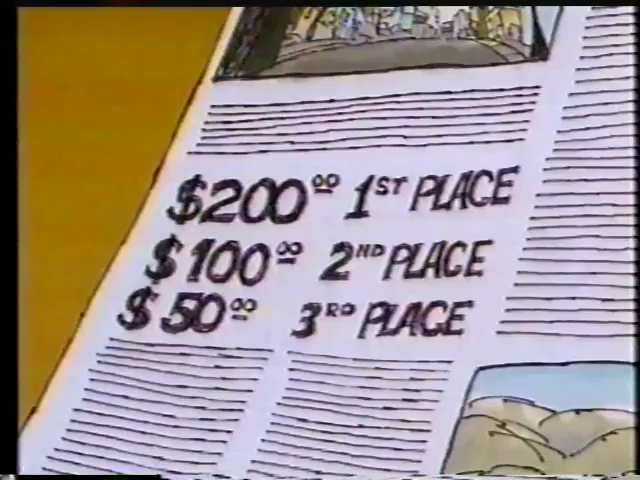 $200⁰⁰ 1ST PLACE
$100⁰⁰ 2ND PLACE
$50⁰⁰ 3RD PLACE